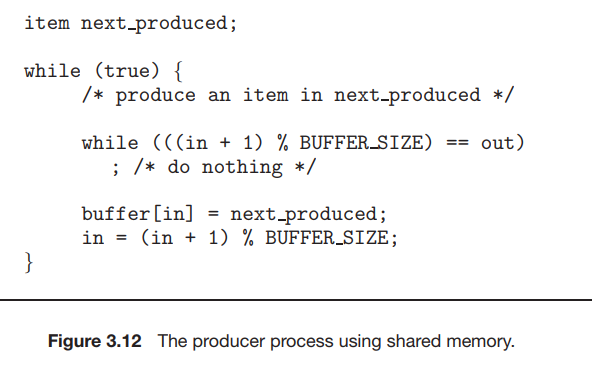 item next_produced;
while (true) {
/* produce an item in next_produced */
while (((in + 1) % BUFFER_SIZE) == out)
; /* do nothing */
buffer[in] = next_produced;
in = (in + 1) % BUFFER_SIZE;
}
Figure 3.12 The producer process using shared memory.